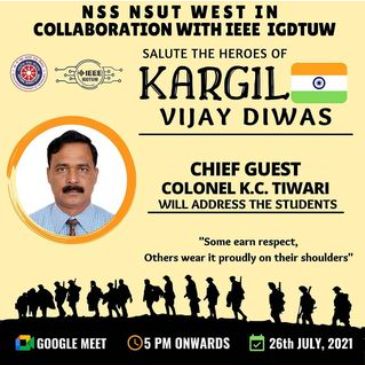 NSS NSUT WEST IN
COLLABORATION WITH IEEE IGDTUW
SALUTE THE HEROES OF
IEEE
IGDTUW
KARGIL
VIJAY DIWAS
CHIEF GUEST
COLONEL K.C. TIWARI
WILL ADDRESS THE STUDENTS
"Some earn respect,
Others wear it proudly on their shoulders"
GOOGLE MEET
5 PM ONWARDS
26th JULY, 2021